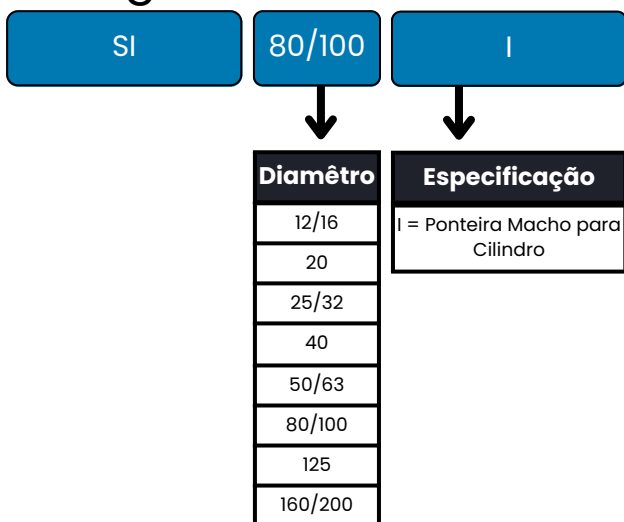 SI
80/100
I
Diamêtro
12/16
20
25/32
40
50/63
80/100
125
160/200
Especificação
I = Ponteira Macho para
Cilindro